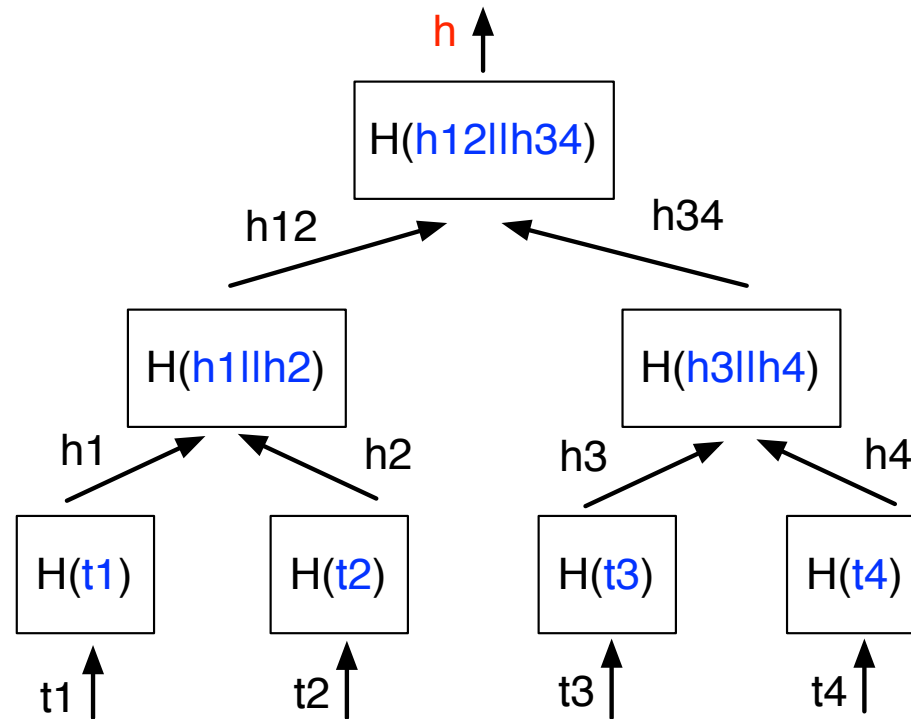 h
H(h12||h34)
h12
h34
H(h1||h2)
H(h3||h4)
h1
h2
h3
h4
H(t1)
H(t2)
H(t3)
H(t4)
t1
t2
t3
t4